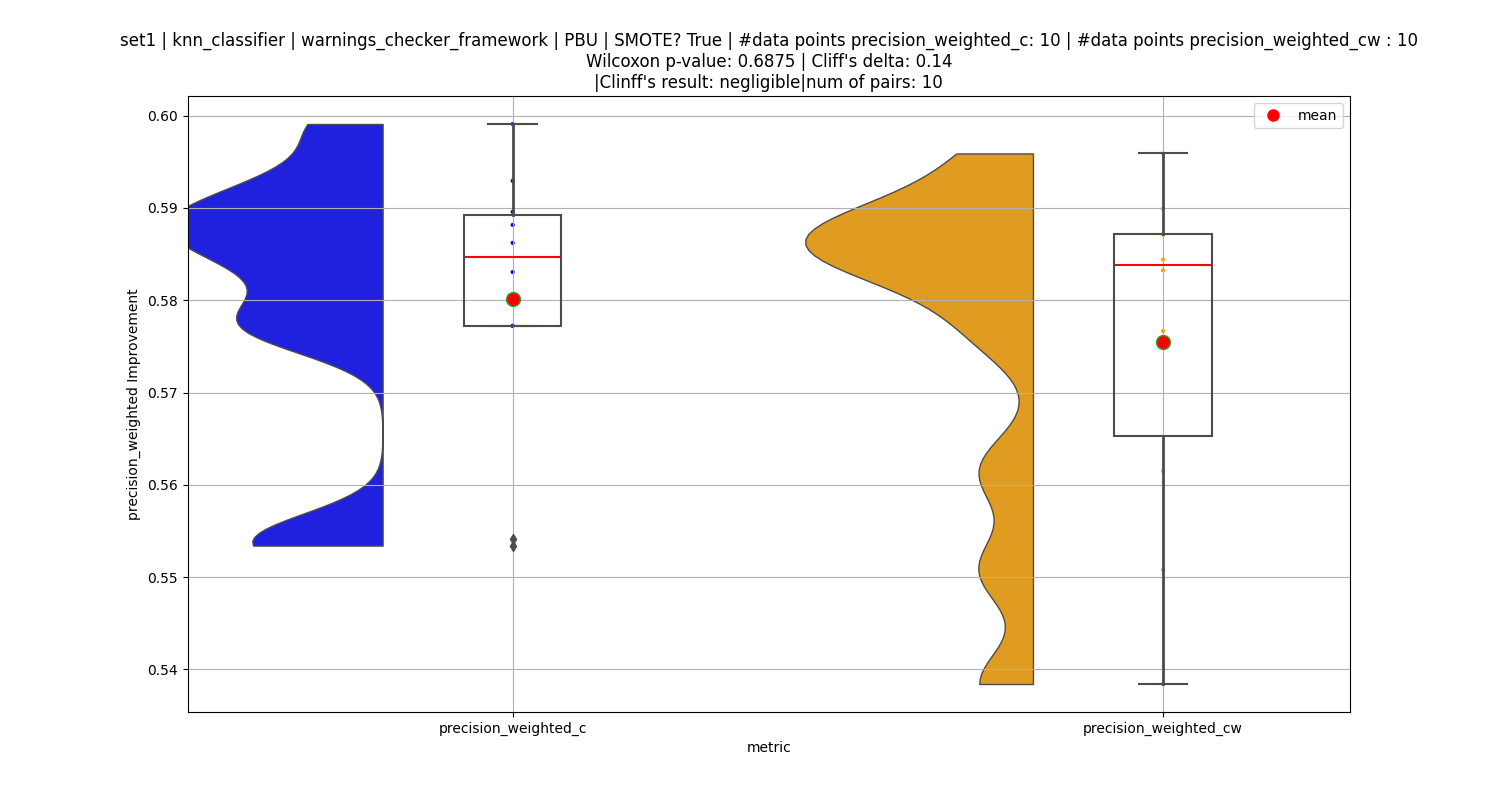 set1 | knn_classifier | warnings_checker_framework | PBU | SMOTE? True | #data points precision_weighted_c: 10 | #data points precision_weighted_cw : 10
Wilcoxon p-value: 0.6875 | Cliff's delta: 0.14
|Clinff's result: negligible|num of pairs: 10
mean
0.60
0.59
0.58
0.57
0.56
0.55
0.54
precision_weighted Improvement
precision_weighted_c
precision_weighted_cw
metric